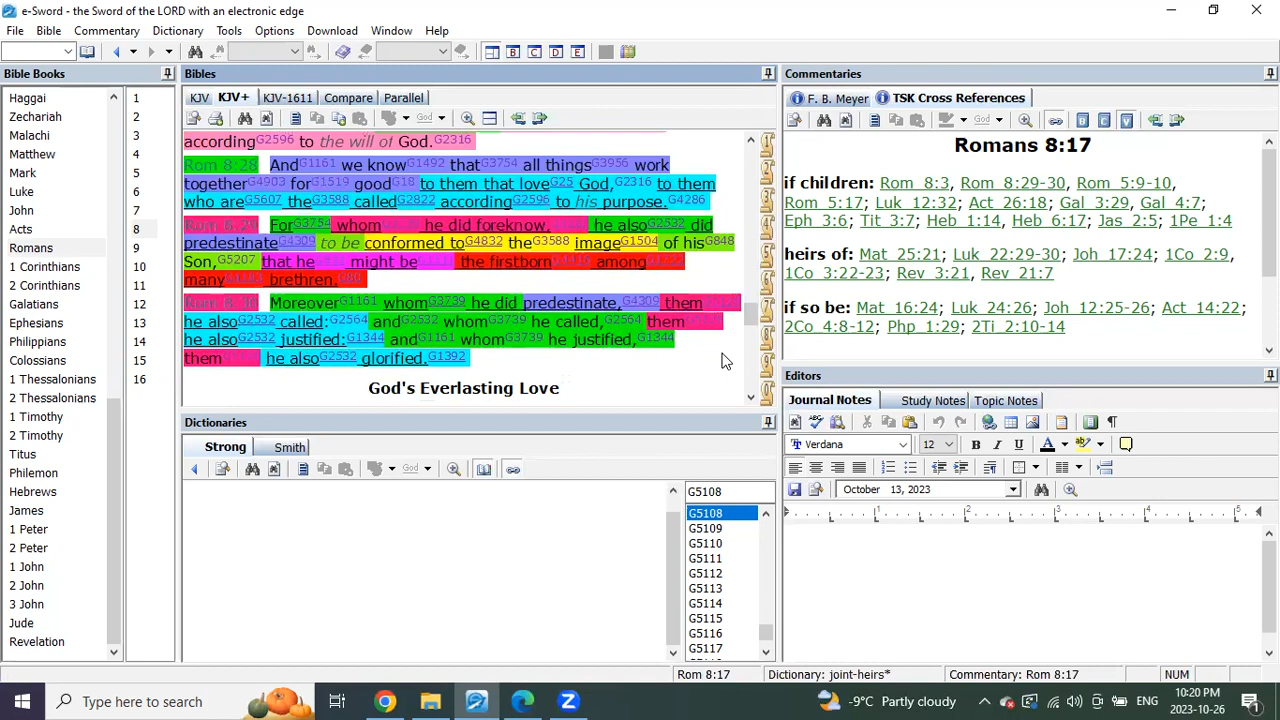 e-Sword - the Sword of the LORD with an electronic edge
File Bible Commentary Dictionary Tools Options Download Window Help
B C D E
Bible Books
Haggai 1
Zechariah 2
Malachi 3
Matthew 4
Mark 5
Luke 6
John 7
Acts 8
Romans 9
1 Corinthians 10
2 Corinthians 11
Galatians 12
Ephesians 13
Philippians 14
Colossians 15
1 Thessalonians 16
2 Thessalonians
1 Timothy
2 Timothy
Titus
Philemon
Hebrews
James
1 Peter
2 Peter
1 John
2 John
3 John
Jude
Revelation
Bibles
KJV KJV+ KJV-1611 Compare Parallel
God
according G2596 to the will of God. G2316
Rom 8:28 And G1161 we know G1492 that G3754 all things G3956 work
together G4903 for G1519 good G18 to them that love G25 God, G2316 to them
who are G5607 the G3588 called G2822 according G2596 to his purpose. G4286
Rom 8:29 For G3754 whom he did foreknow, he also G2532 did
predestinate G4309 to be conformed to G4832 the G3588 image G1504 of his G848
Son, G5207 that he might be the firstborn among
many brethren. G80
Rom 8:30 Moreover G1161 whom G3739 he did predestinate, G4309 them
he also G2532 called: G2564 and G2532 whom G3739 he called, G2564 them
he also G2532 justified: G1344 and G1161 whom G3739 he justified, G1344
them he also G2532 glorified. G1392
God's Everlasting Love
Dictionaries
Strong Smith
God
G5108
G5108
G5109
G5110
G5111
G5112
G5113
G5114
G5115
G5116
G5117
Commentaries
F. B. Meyer TSK Cross References
God B C V
Romans 8:17
if children: Rom 8:3, Rom 8:29-30, Rom 5:9-10,
Rom 5:17; Luk 12:32; Act 26:18; Gal 3:29, Gal 4:7;
Eph 3:6; Tit 3:7; Heb 1:14, Heb 6:17; Jas 2:5; 1Pe 1:4
heirs of: Mat 25:21; Luk 22:29-30; Joh 17:24; 1Co 2:9,
1Co 3:22-23; Rev 3:21, Rev 21:7
if so be: Mat 16:24; Luk 24:26; Joh 12:25-26; Act 14:22;
2Co 4:8-12; Php 1:29; 2Ti 2:10-14
Editors
Journal Notes Study Notes Topic Notes
ABC ¶
Verdana 12 B I U A
October 13, 2023
1 2 3 4 5
Rom 8:17 Dictionary: joint-heirs* Commentary: Rom 8:17 NUM
Type here to search
-9°C Partly cloudy
10:20 PM
2023-10-26
1